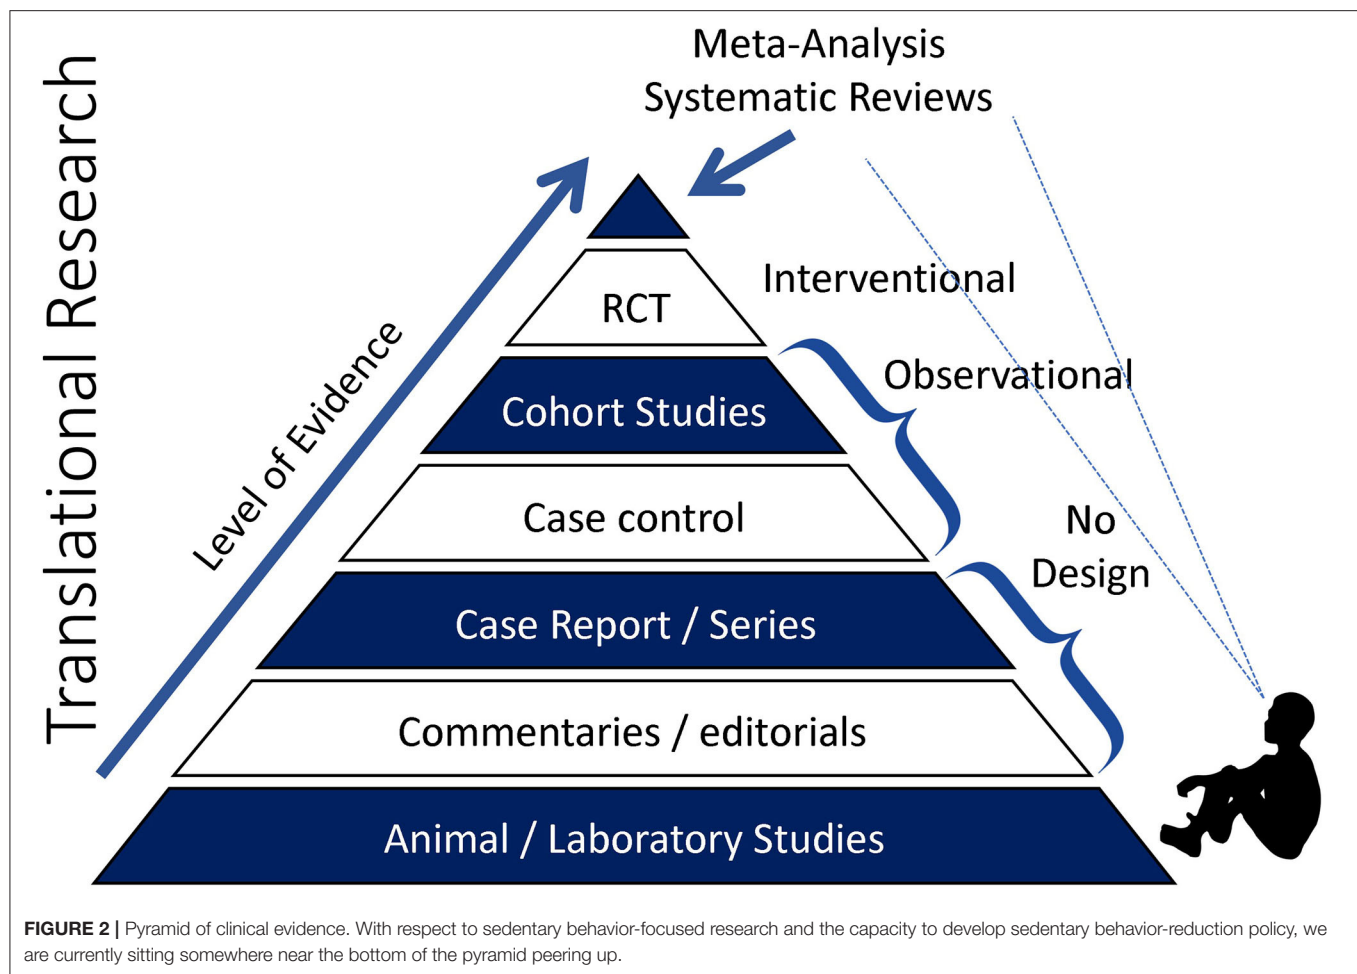 Translational Research
Meta-Analysis
Systematic Reviews
Level of Evidence
Interventional
RCT
Observational
Cohort Studies
Case control
No
Design
Case Report / Series
Commentaries / editorials
Animal / Laboratory Studies
FIGURE 2 | Pyramid of clinical evidence. With respect to sedentary behavior-focused research and the capacity to develop sedentary behavior-reduction policy, we
are currently sitting somewhere near the bottom of the pyramid peering up.